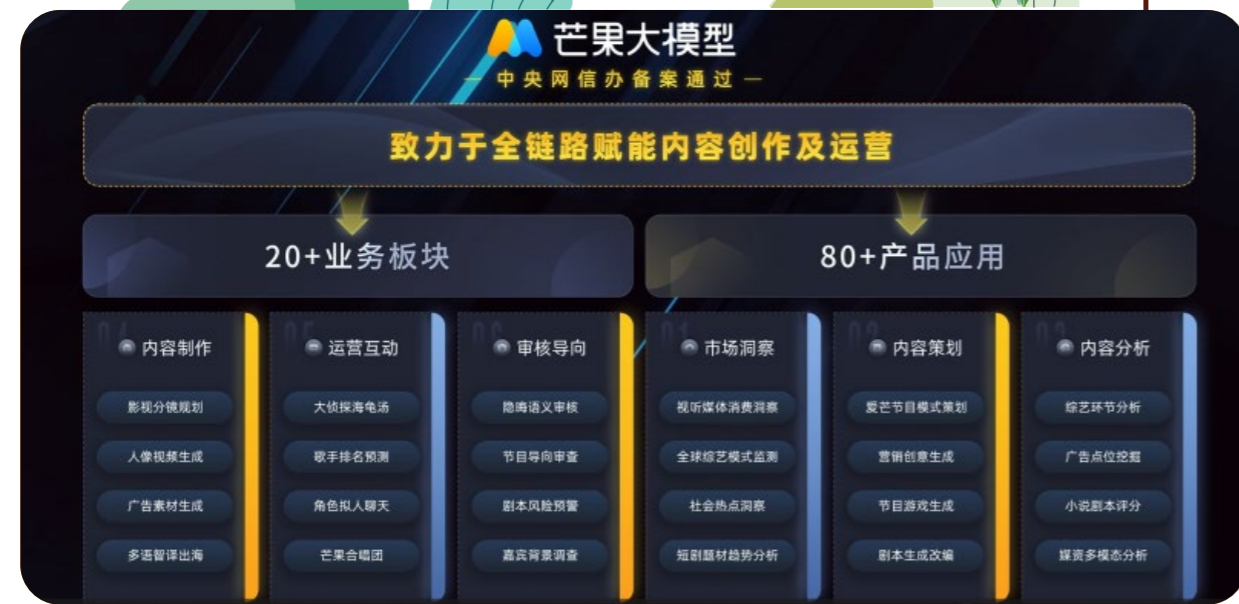 芒果大模型
中央网信办备案通过
致力于全链路赋能内容创作及运营
20+业务板块
80+产品应用
04
内容制作
影视分镜规划
人像视频生成
广告素材生成
多语智译出海
05
运营互动
大侦探海龟汤
歌手排名预测
角色拟人聊天
芒果合唱团
06
审核导向
隐晦语义审核
节目导向审查
剧本风险预警
嘉宾背景调查
01
市场洞察
视听媒体消费洞察
全球综艺模式监测
社会热点洞察
短剧题材趋势分析
02
内容策划
爱芒节目模式策划
营销创意生成
节目游戏生成
剧本生成改编
03
内容分析
综艺环节分析
广告点位挖掘
小说剧本评分
媒资多模态分析